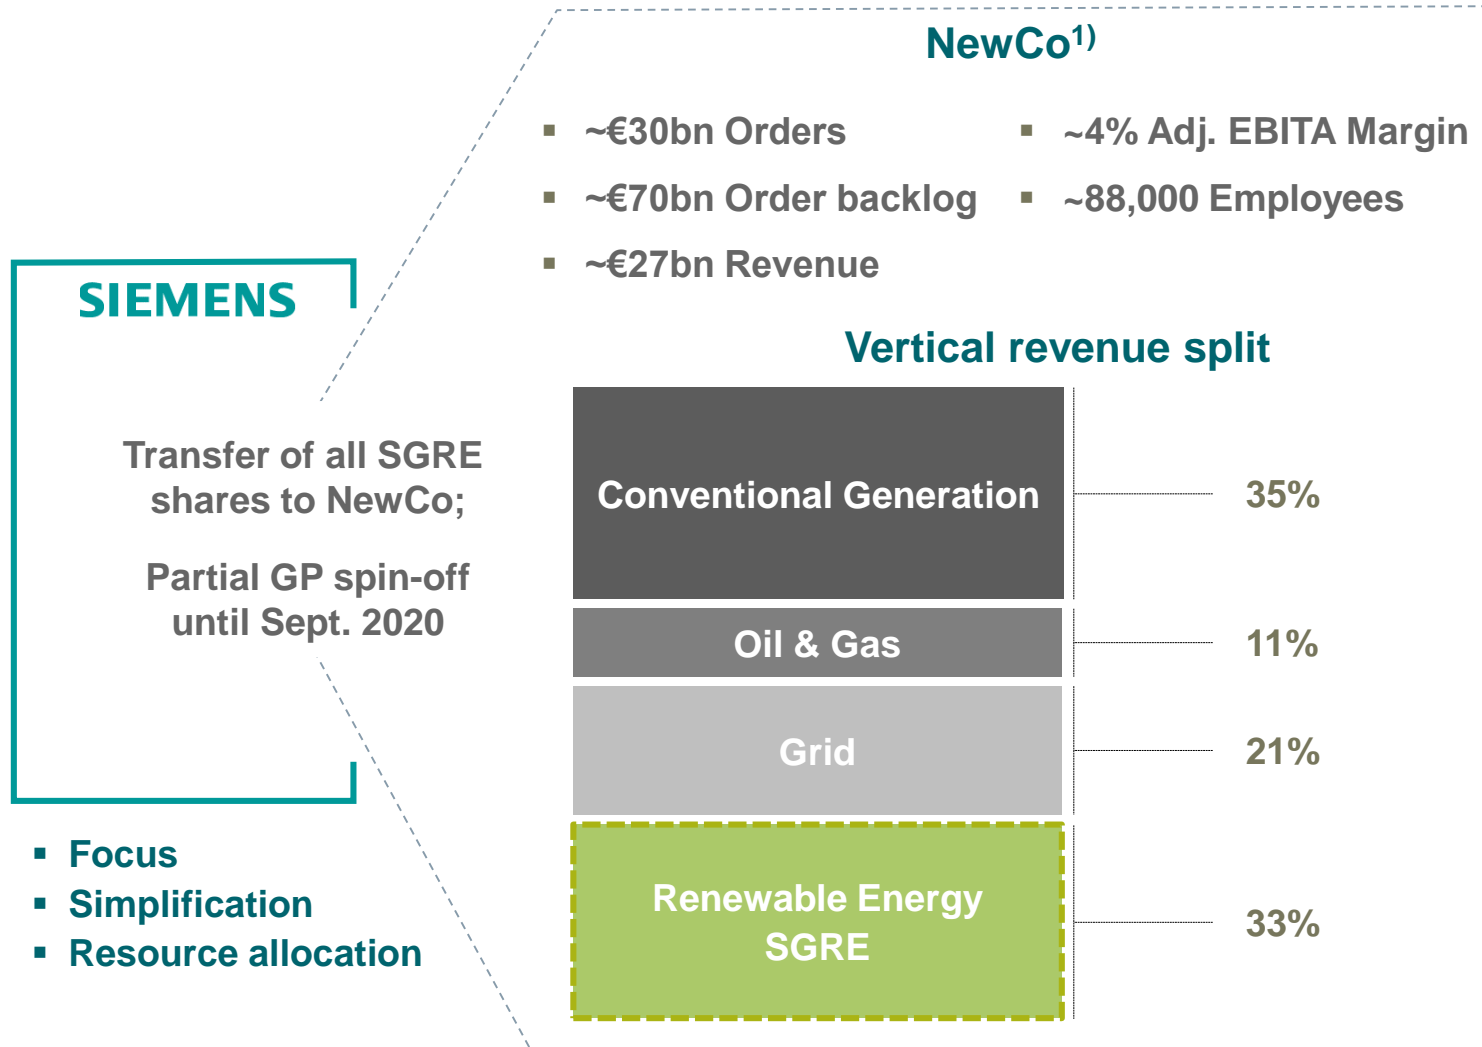 NewCo1)
▪ ~€30bn Orders
▪ ~€70bn Order backlog
▪ ~€27bn Revenue
▪ ~4% Adj. EBITA Margin
▪ ~88,000 Employees
SIEMENS
Transfer of all SGRE
shares to NewCo;
Partial GP spin-off
until Sept. 2020
▪ Focus
▪ Simplification
▪ Resource allocation
Vertical revenue split
Conventional Generation 35%
Oil & Gas 11%
Grid 21%
Renewable Energy
SGRE
33%